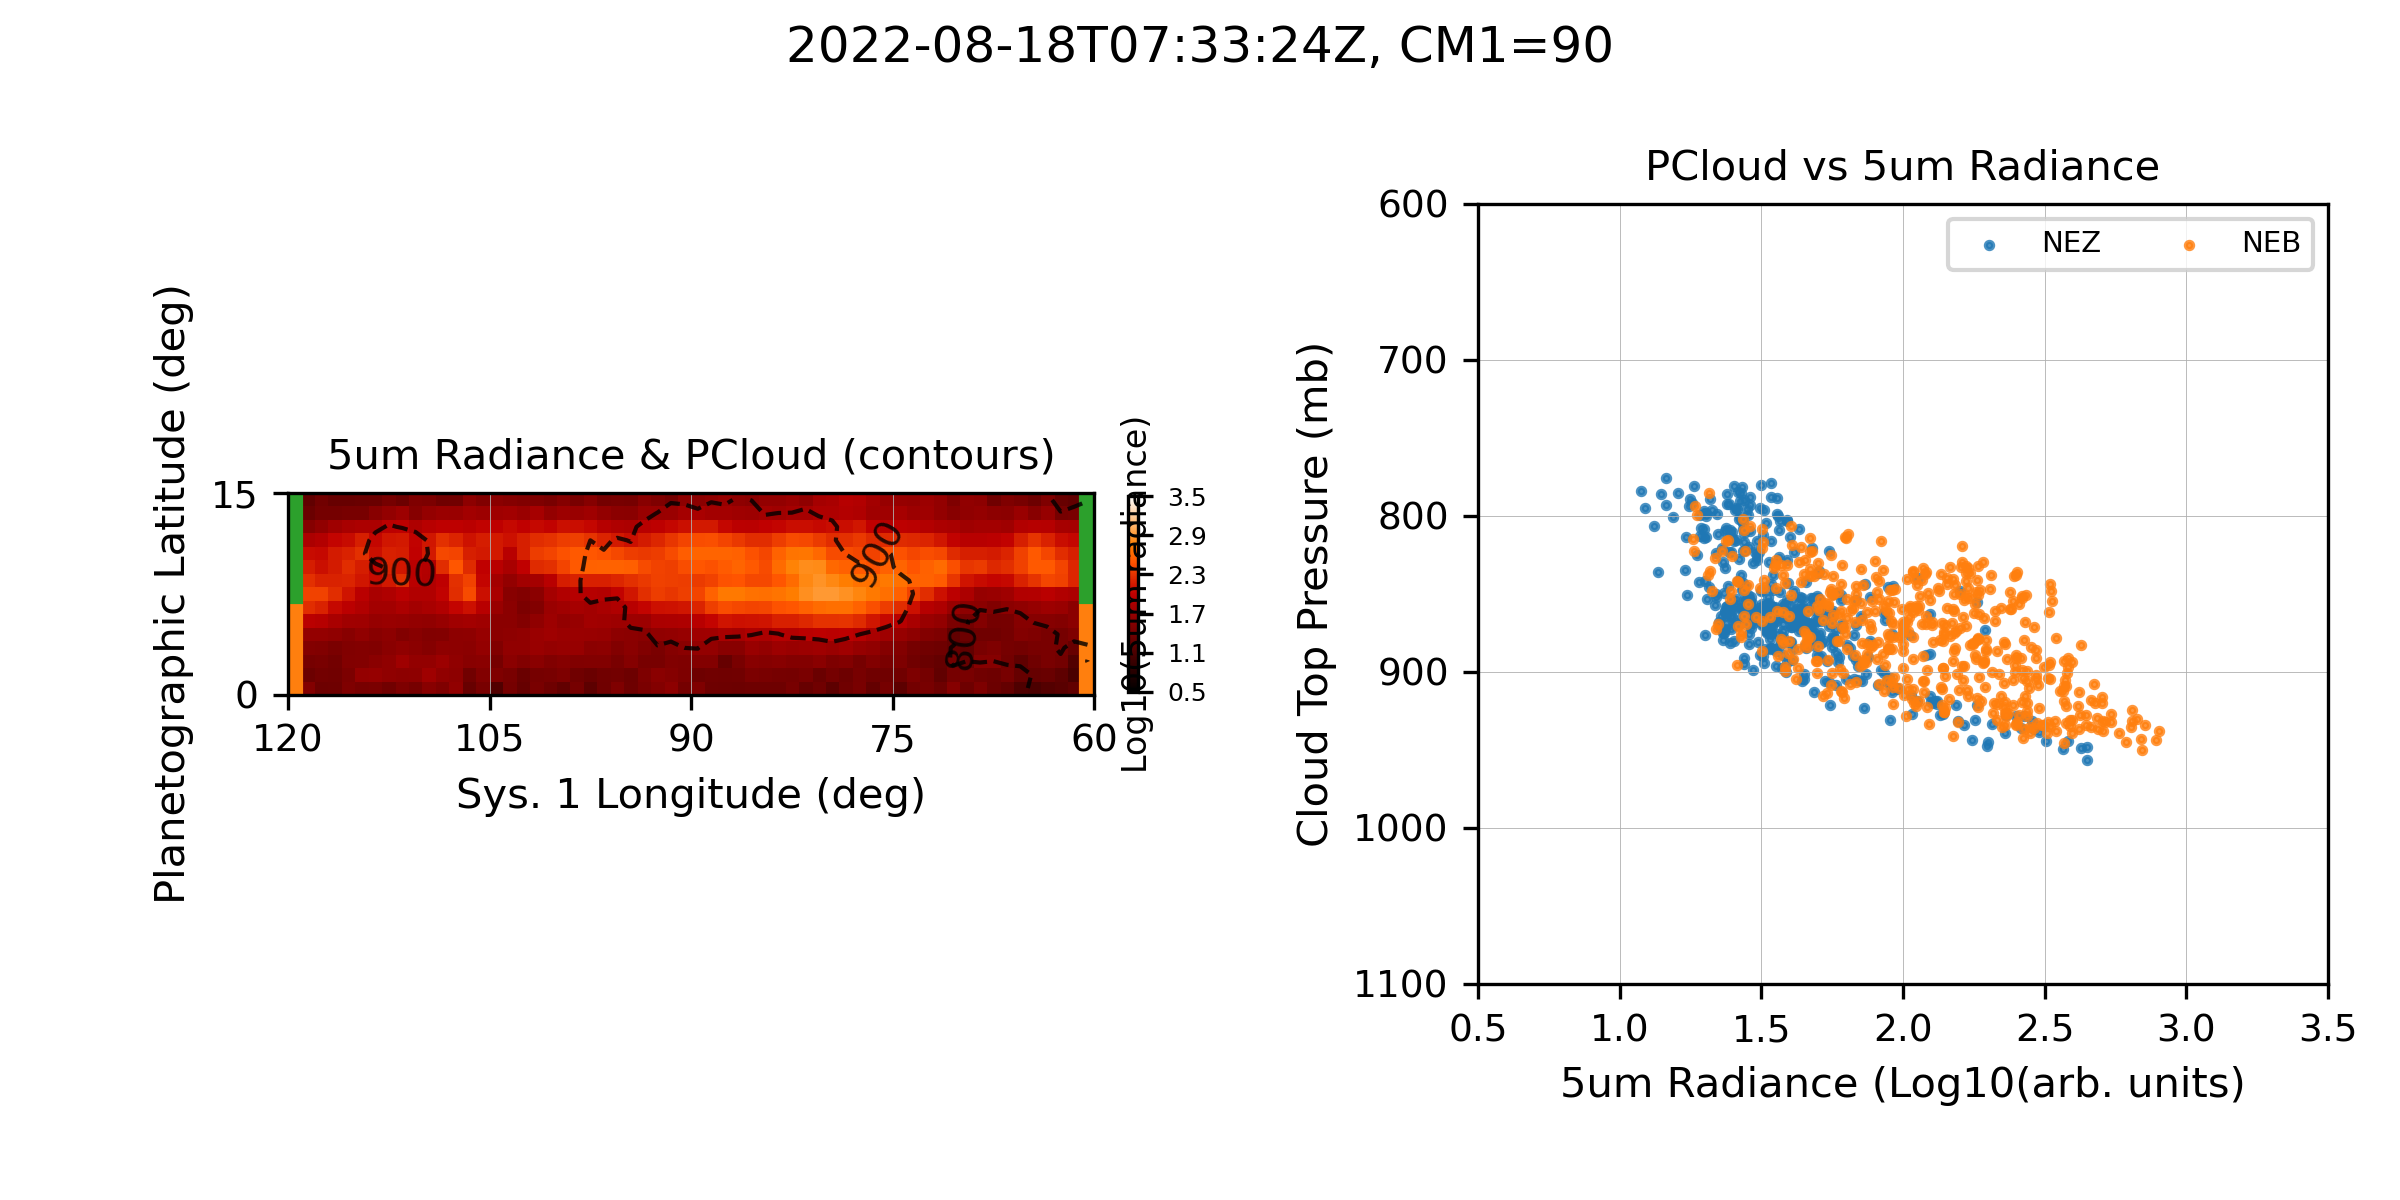 2022-08-18T07:33:24Z, CM1=90
5um Radiance & PCloud (contours)
Planetographic Latitude (deg)
15
0
120
105
90
75
60
Sys. 1 Longitude (deg)
900
900
800
Log10(5um radiance)
3.5
2.9
2.3
1.7
1.1
0.5
PCloud vs 5um Radiance
NEZ
NEB
Cloud Top Pressure (mb)
600
700
800
900
1000
1100
0.5
1.0
1.5
2.0
2.5
3.0
3.5
5um Radiance (Log10(arb. units)